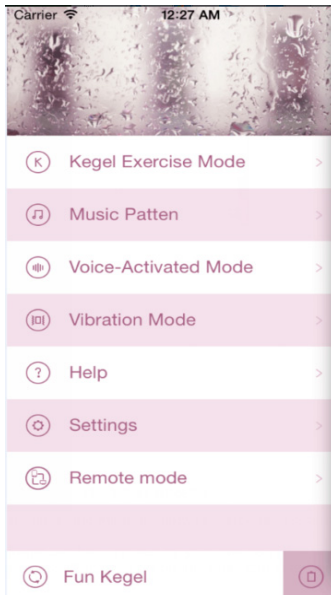 Carrier 12:27 AM
K Kegel Exercise Mode
Music Patten
Voice-Activated Mode
Vibration Mode
? Help
Settings
Remote mode
Fun Kegel